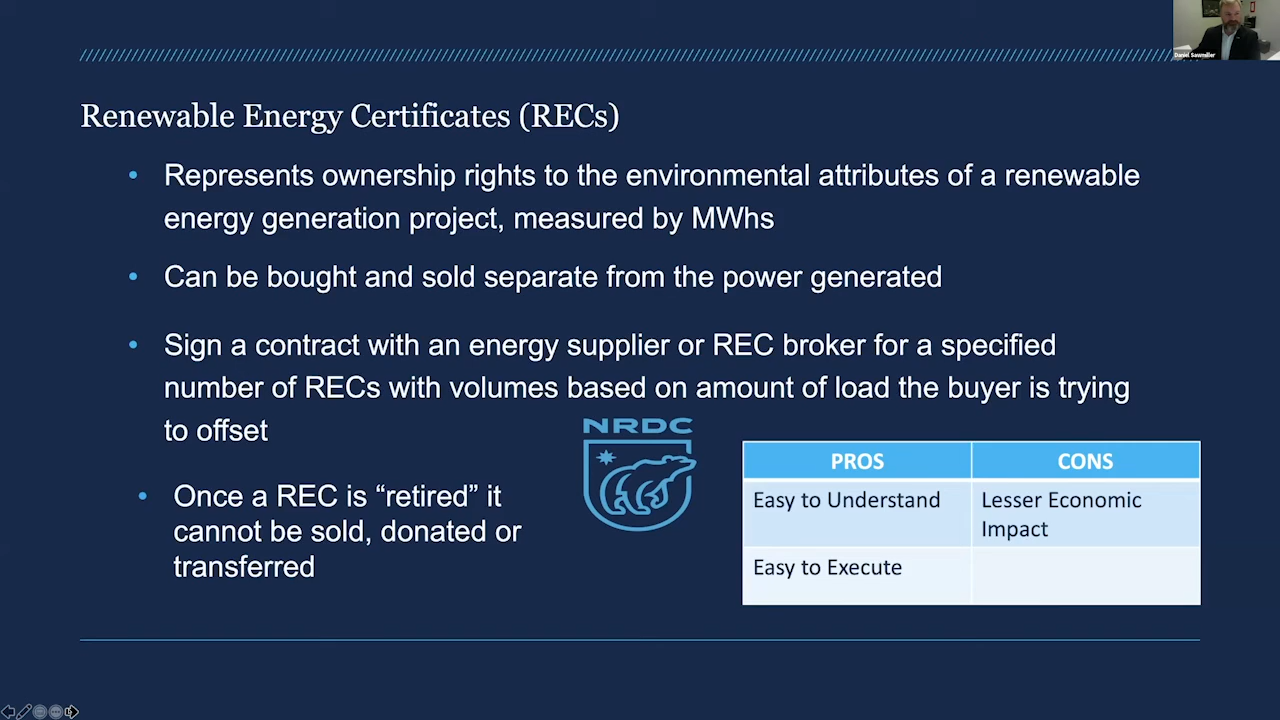 Daniel Sawmiller
Renewable Energy Certificates (RECs)
• Represents ownership rights to the environmental attributes of a renewable
energy generation project, measured by MWhs
• Can be bought and sold separate from the power generated
• Sign a contract with an energy supplier or REC broker for a specified
number of RECs with volumes based on amount of load the buyer is trying
to offset
• Once a REC is “retired” it
cannot be sold, donated or
transferred
NRDC
PROS CONS
Easy to Understand Lesser Economic
Impact
Easy to Execute